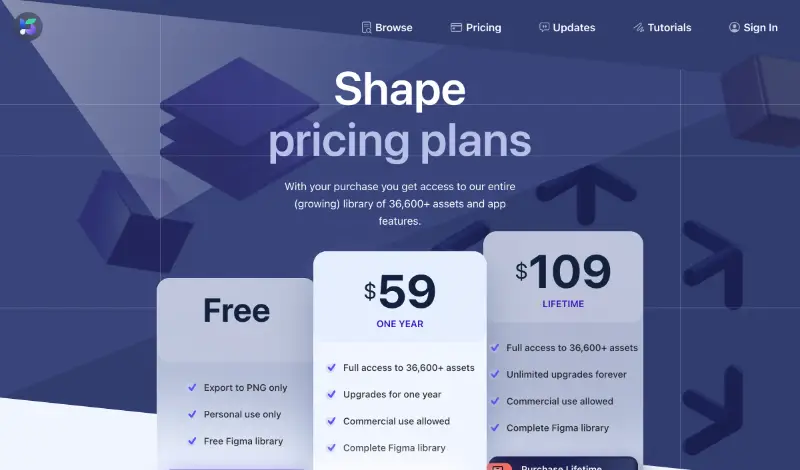 Browse
Pricing
Updates
Tutorials
Sign In
Shape
pricing plans
With your purchase you get access to our entire
(growing) library of 36,600+ assets and app
features.
Free
Export to PNG only
Personal use only
Free Figma library
$59
ONE YEAR
Full access to 36,600+ assets
Upgrades for one year
Commercial use allowed
Complete Figma library
$109
LIFETIME
Full access to 36,600+ assets
Unlimited upgrades forever
Commercial use allowed
Complete Figma library
Purchase Lifetime